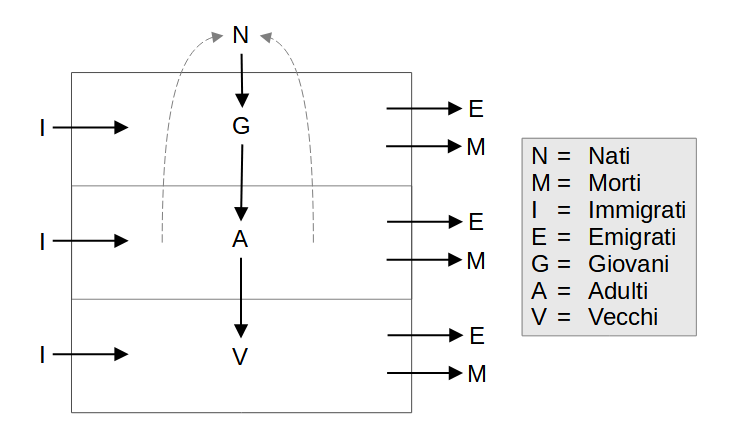 N
I
G
E
M
I
A
E
M
I
V
E
M
N = Nati
M = Morti
I = Immigrati
E = Emigrati
G = Giovani
A = Adulti
V = Vecchi